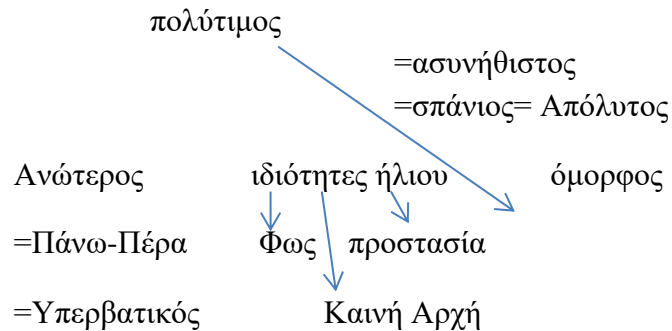 πολύτιμος
=ασυνήθιστος
=σπάνιος= Απόλυτος
Ανώτερος ιδιότητες ήλιου όμορφος
=Πάνω-Πέρα Φως προστασία
=Υπερβατικός Καινή Αρχή